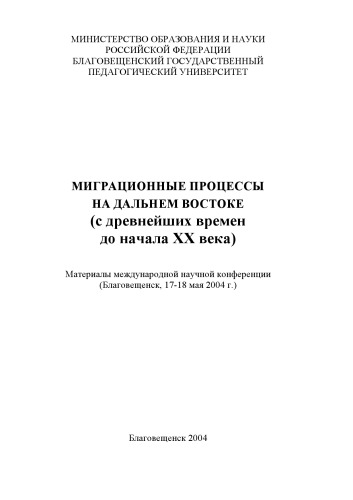 МИНИСТЕРСТВО ОБРАЗОВАНИЯ И НАУКИ
РОССИЙСКОЙ ФЕДЕРАЦИИ
БЛАГОВЕЩЕНСКИЙ ГОСУДАРСТВЕННЫЙ
ПЕДАГОГИЧЕСКИЙ УНИВЕРСИТЕТ
МИГРАЦИОННЫЕ ПРОЦЕССЫ
НА ДАЛЬНЕМ ВОСТОКЕ
(с древнейших времен
до начала XX века)
Материалы международной научной конференции
(Благовещенск, 17-18 мая 2004 г.)
Благовещенск 2004